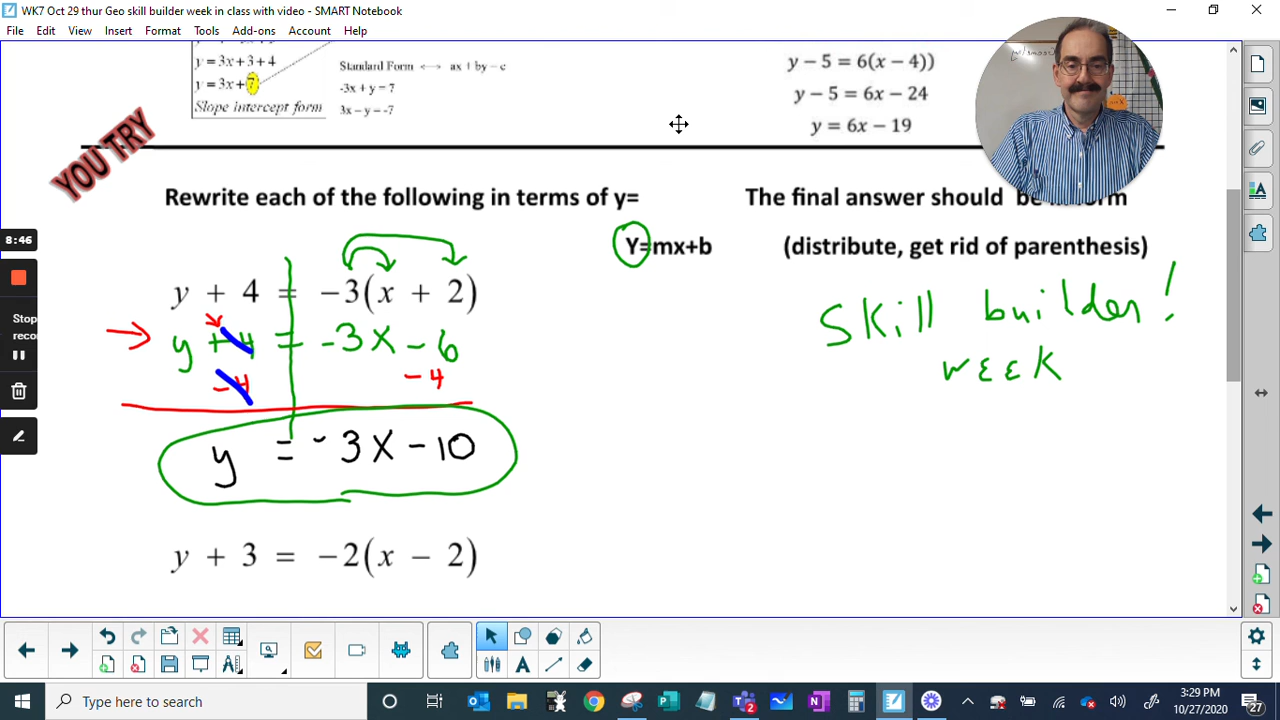 WK7 Oct 29 thur Geo skill builder week in class with video - SMART Notebook
File Edit View Insert Format Tools Add-ons Account Help
y = 3x + 3 + 4
y = 3x + 7
Slope intercept form
Standard Form ⟷ ax + by = c
-3x + y = 7
3x – y = -7
y − 5 = 6(x − 4))
y − 5 = 6x − 24
y = 6x − 19
YOU TRY
Rewrite each of the following in terms of y= The final answer should
Y=mx+b (distribute, get rid of parenthesis)
8:46
y + 4 = −3(x + 2)
y + 4 = -3x - 6
- 4 - 4
y = -3x - 10
Skill builder!
week
Stop
y + 3 = −2(x − 2)
Type here to search
3:29 PM
10/27/2020
27